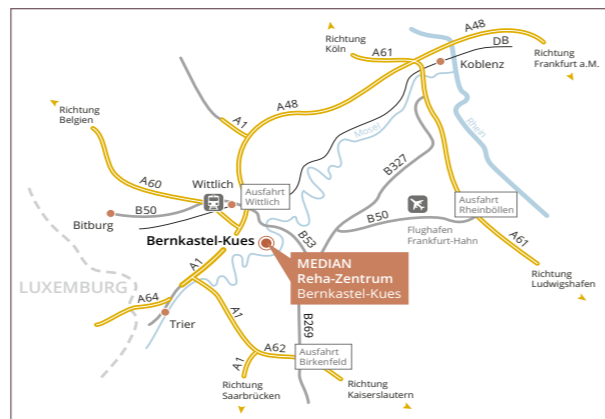 Richtung
Köln
A61
A48
DB
Koblenz
Richtung
Frankfurt a.M.
Richtung
Belgien
A1
A48
Mosel
Rhein
A60
Wittlich
Ausfahrt
Wittlich
B327
Ausfahrt
Rheinböllen
Bitburg
B50
B50
Bernkastel-Kues
B53
Flughafen
Frankfurt-Hahn
A61
MEDIAN
Reha-Zentrum
Bernkastel-Kues
Richtung
Ludwigshafen
LUXEMBURG
A1
A64
Trier
A1
B269
A62
Ausfahrt
Birkenfeld
A1
Richtung
Saarbrücken
Richtung
Kaiserslautern